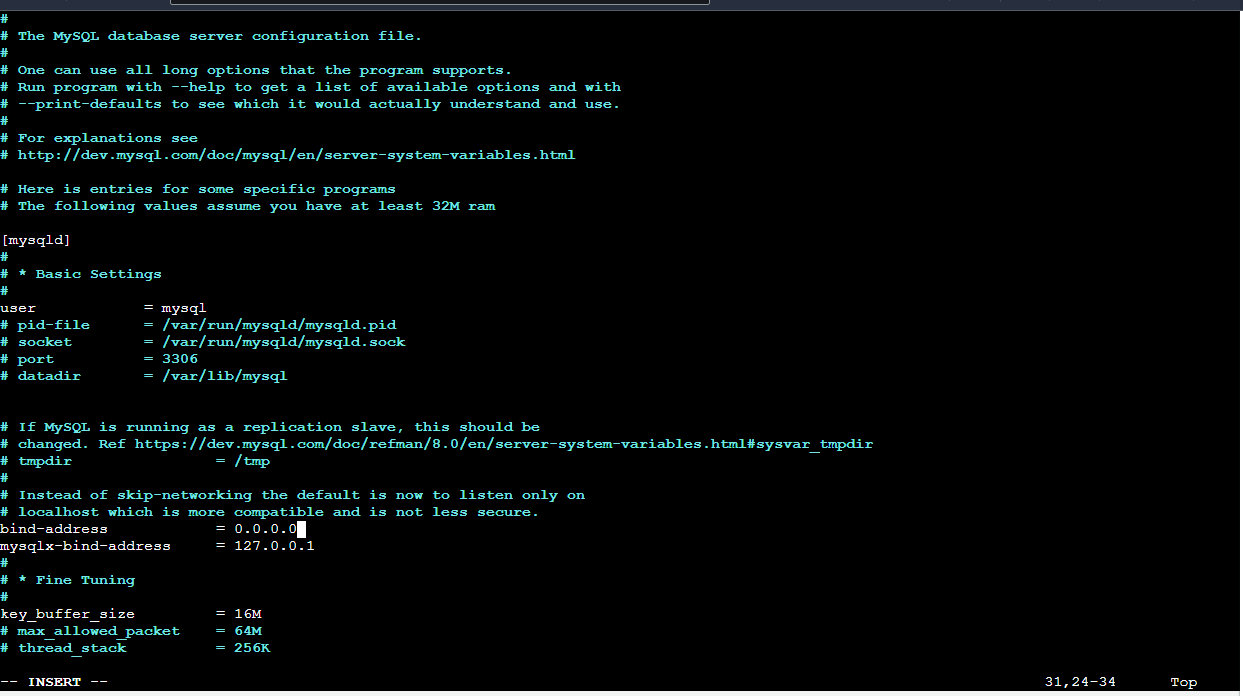 #
# The MySQL database server configuration file.
#
# One can use all long options that the program supports.
# Run program with --help to get a list of available options and with
# --print-defaults to see which it would actually understand and use.
#
# For explanations see
# http://dev.mysql.com/doc/mysql/en/server-system-variables.html
# Here is entries for some specific programs
# The following values assume you have at least 32M ram
[mysqld]
#
# * Basic Settings
#
user = mysql
# pid-file = /var/run/mysqld/mysqld.pid
# socket = /var/run/mysqld/mysqld.sock
# port = 3306
# datadir = /var/lib/mysql
# If MySQL is running as a replication slave, this should be
# changed. Ref https://dev.mysql.com/doc/refman/8.0/en/server-system-variables.html#sysvar_tmpdir
# tmpdir = /tmp
#
# Instead of skip-networking the default is now to listen only on
# localhost which is more compatible and is not less secure.
bind-address = 0.0.0.0
mysqlx-bind-address = 127.0.0.1
#
# * Fine Tuning
#
key_buffer_size = 16M
# max_allowed_packet = 64M
# thread_stack = 256K
-- INSERT -- 31,24-34 Top